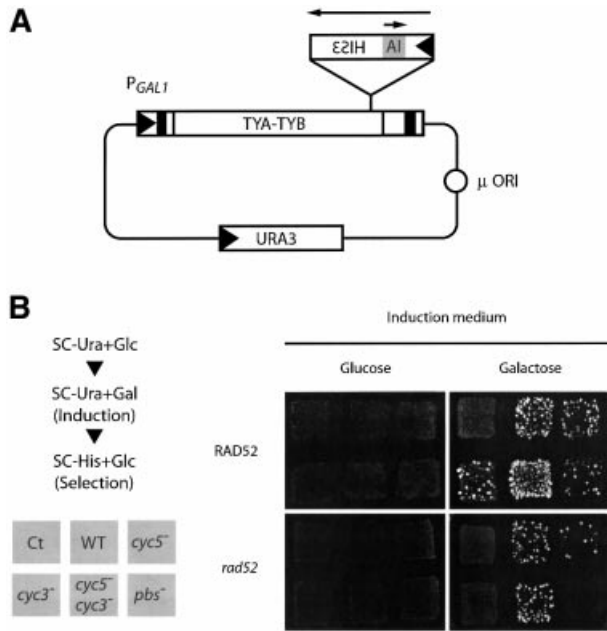 A
HIS3
AI
PGAL1
TYA-TYB
μ ORI
URA3
B
SC-Ura+Glc
SC-Ura+Gal
(Induction)
SC-His+Glc
(Selection)
Ct
WT
cyc5⁻
cyc3⁻
cyc5⁻
cyc3⁻
pbs⁻
Induction medium
Glucose
Galactose
RAD52
rad52